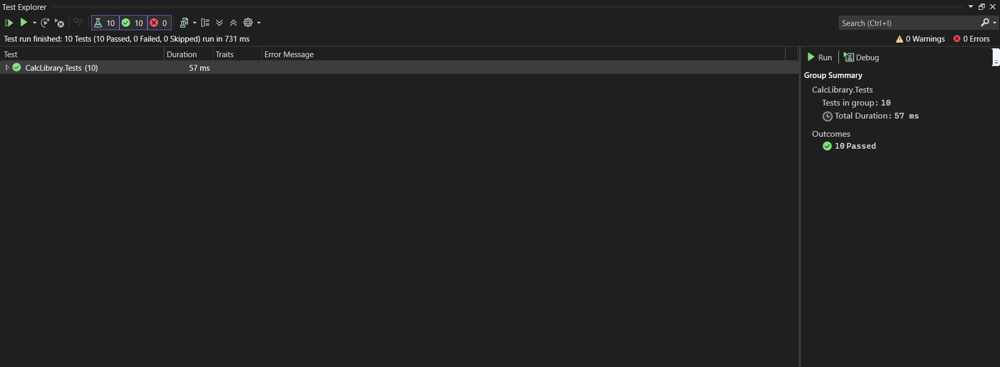 Test Explorer
10 10 0
Search (Ctrl+I)
Test run finished: 10 Tests (10 Passed, 0 Failed, 0 Skipped) run in 731 ms
0 Warnings 0 Errors
Test Duration Traits Error Message
CalcLibrary.Tests (10) 57 ms
Run Debug
Group Summary
CalcLibrary.Tests
Tests in group: 10
Total Duration: 57 ms
Outcomes
10 Passed